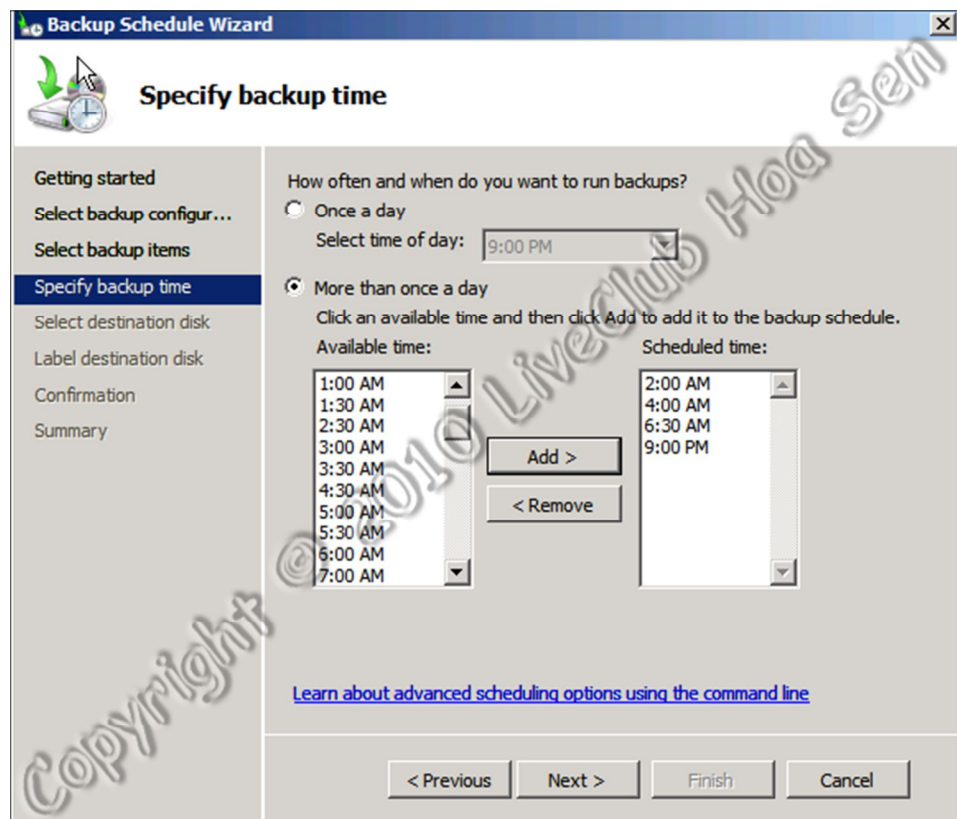 Backup Schedule Wizard
Specify backup time
Getting started
Select backup configur...
Select backup items
Specify backup time
Select destination disk
Label destination disk
Confirmation
Summary
How often and when do you want to run backups?
Once a day
Select time of day: 9:00 PM
More than once a day
Click an available time and then click Add to add it to the backup schedule.
Available time:
1:00 AM
1:30 AM
2:30 AM
3:00 AM
3:30 AM
4:30 AM
5:00 AM
5:30 AM
6:00 AM
7:00 AM
Add >
< Remove
Scheduled time:
2:00 AM
4:00 AM
6:30 AM
9:00 PM
Learn about advanced scheduling options using the command line
< Previous
Next >
Finish
Cancel
Copyright © 2010 LiveClub Hoa Sen